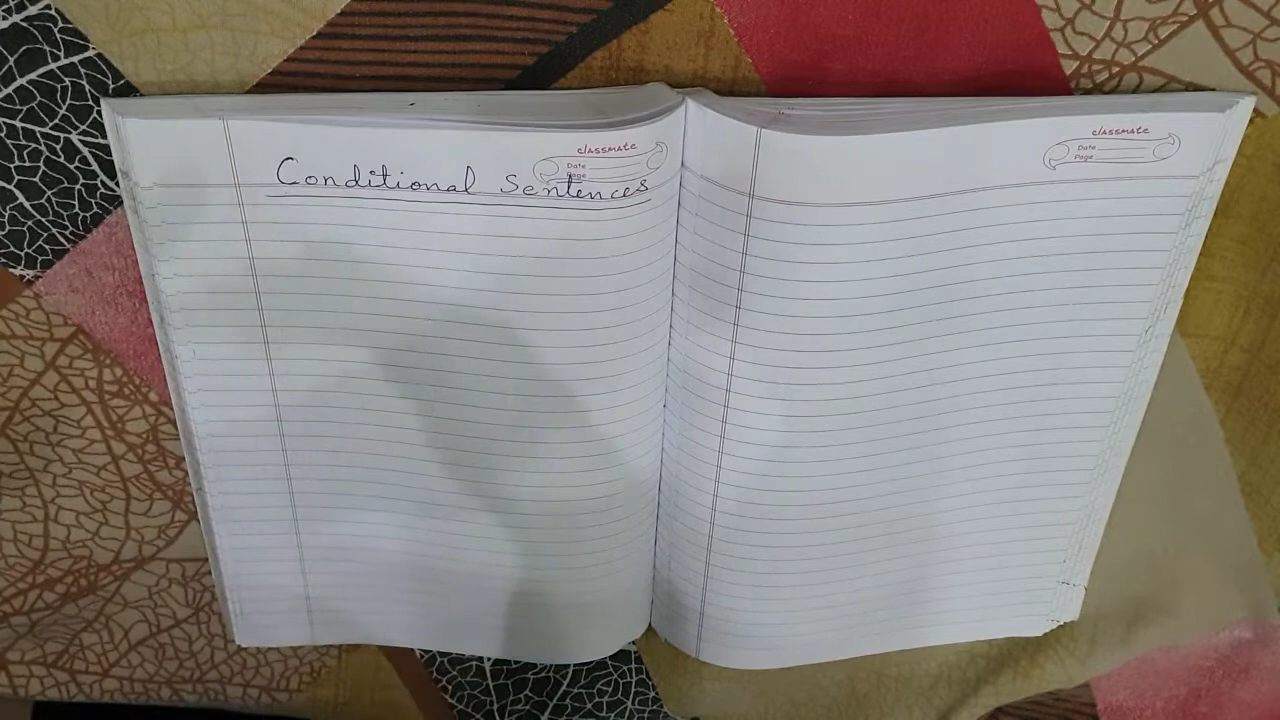 classmate
Date
Page
Conditional Sentences
classmate
Date
Page